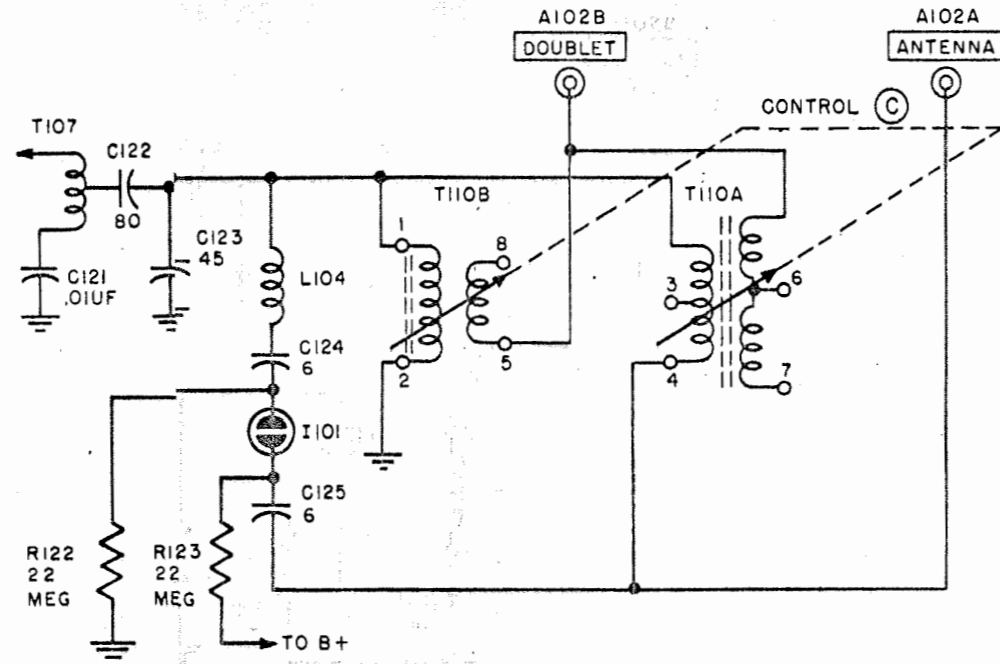 A102B
DOUBLET
A102A
ANTENNA
CONTROL C
T107
C122
80
C123
45
C121
.01UF
L104
T110B
1
8
2
5
T110A
3
6
4
7
C124
6
I101
C125
6
R122
22
MEG
R123
22
MEG
TO B+